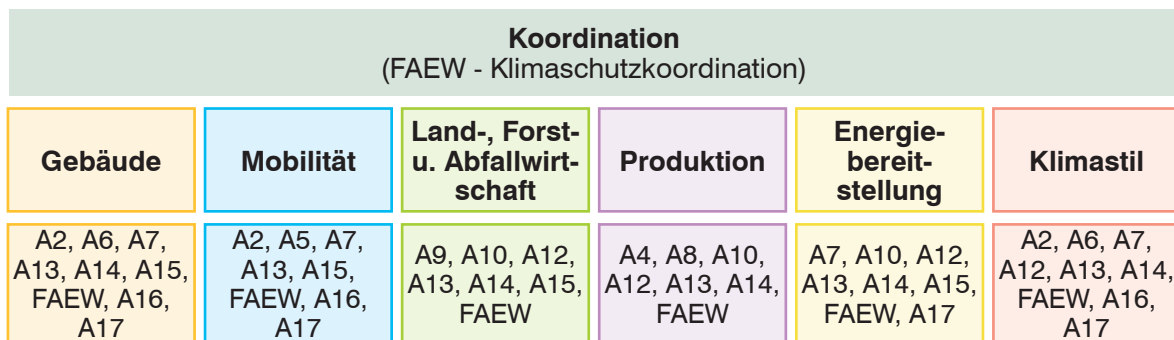 Koordination
(FAEW - Klimaschutzkoordination)
Gebäude
Mobilität
Land-, Forst-
u. Abfallwirt-
schaft
Produktion
Energie-
bereit-
stellung
Klimastil
A2, A6, A7,
A13, A14, A15,
FAEW, A16,
A17
A2, A5, A7,
A13, A15,
FAEW, A16,
A17
A9, A10, A12,
A13, A14, A15,
FAEW
A4, A8, A10,
A12, A13, A14,
FAEW
A7, A10, A12,
A13, A14, A15,
FAEW, A17
A2, A6, A7,
A12, A13, A14,
FAEW, A16,
A17